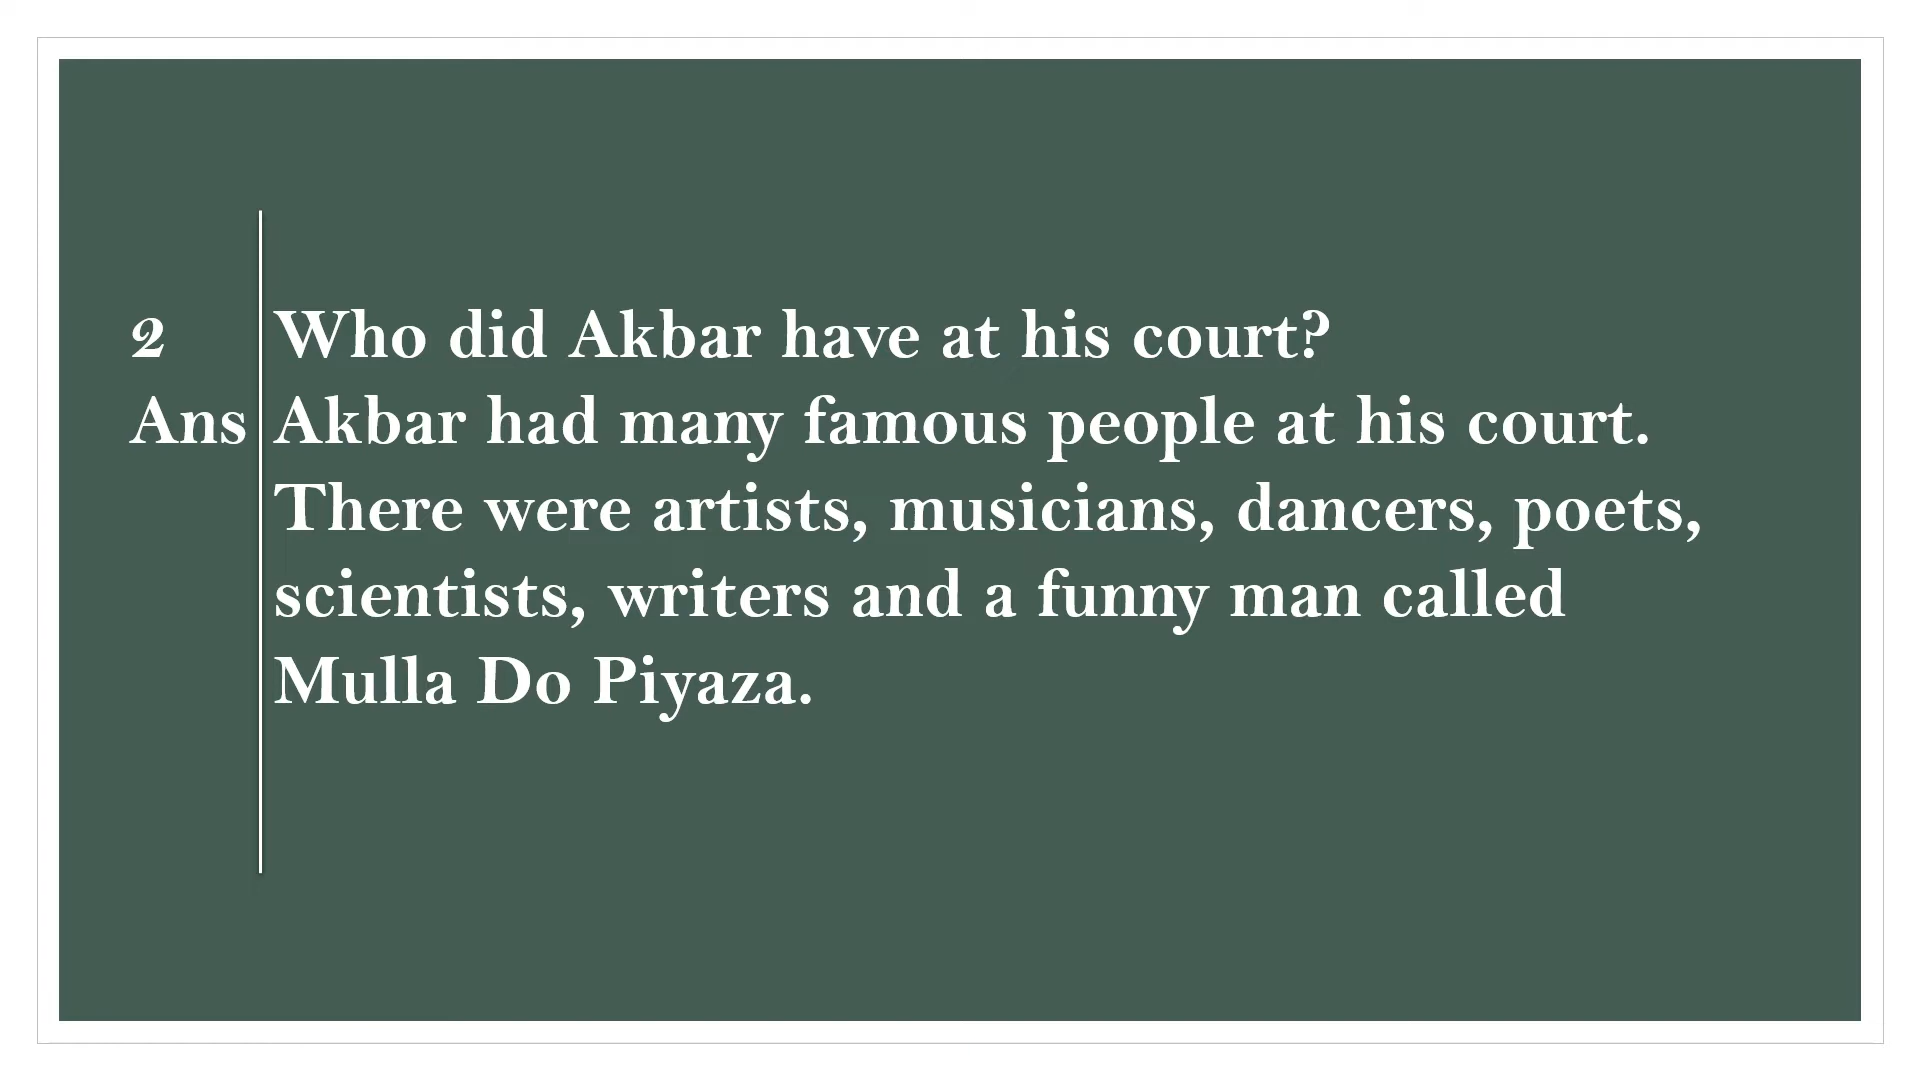 2 Who did Akbar have at his court?
Ans Akbar had many famous people at his court.
There were artists, musicians, dancers, poets,
scientists, writers and a funny man called
Mulla Do Piyaza.